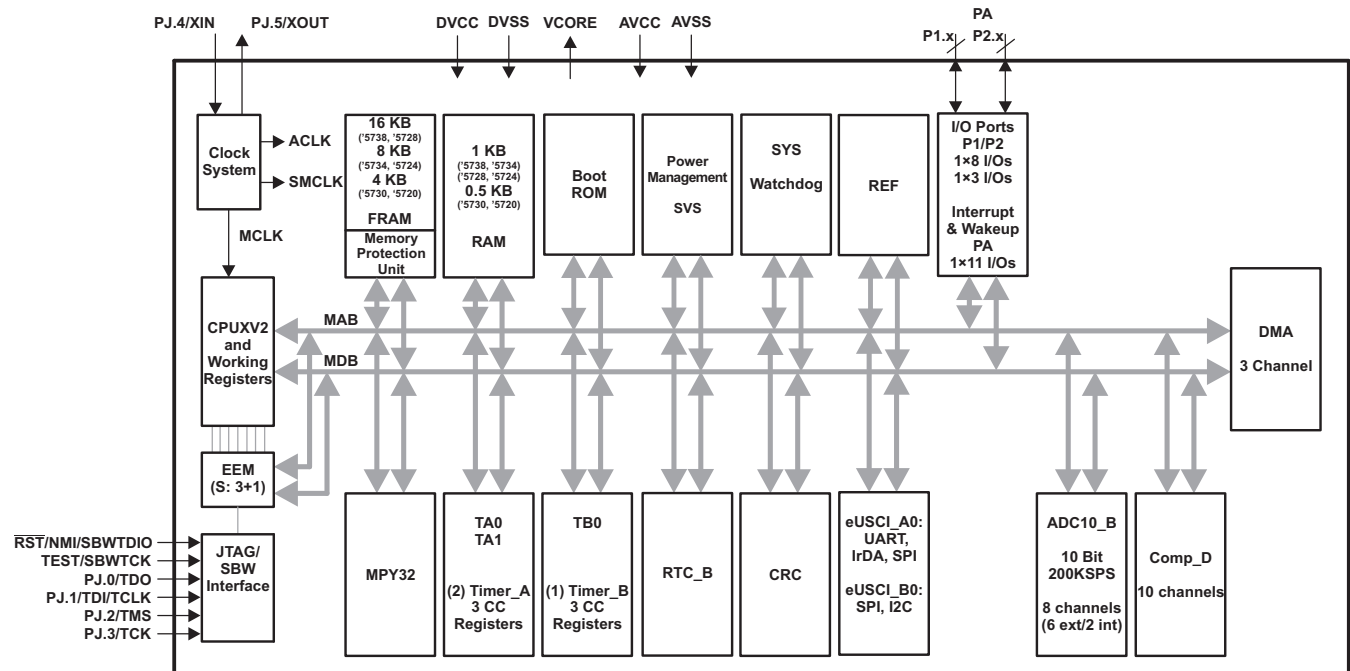 PJ.4/XIN
PJ.5/XOUT
DVCC
DVSS
VCORE
AVCC
AVSS
PA
P1.x
P2.x
Clock
System
ACLK
SMCLK
MCLK
16 KB
('5738, '5728)
8 KB
('5734, '5724)
4 KB
('5730, '5720)
FRAM
Memory
Protection
Unit
1 KB
('5738, '5734)
('5728, '5724)
0.5 KB
('5730, '5720)
RAM
Boot
ROM
Power
Management
SVS
SYS
Watchdog
REF
I/O Ports
P1/P2
1×8 I/Os
1×3 I/Os
Interrupt
& Wakeup
PA
1×11 I/Os
CPUXV2
and
Working
Registers
MAB
MDB
DMA
3 Channel
EEM
(S: 3+1)
RST/NMI/SBWTDIO
TEST/SBWTCK
PJ.0/TDO
PJ.1/TDI/TCLK
PJ.2/TMS
PJ.3/TCK
JTAG/
SBW
Interface
MPY32
TA0
TA1
(2) Timer_A
3 CC
Registers
TB0
(1) Timer_B
3 CC
Registers
RTC_B
CRC
eUSCI_A0:
UART,
IrDA, SPI
eUSCI_B0:
SPI, I2C
ADC10_B
10 Bit
200KSPS
8 channels
(6 ext/2 int)
Comp_D
10 channels